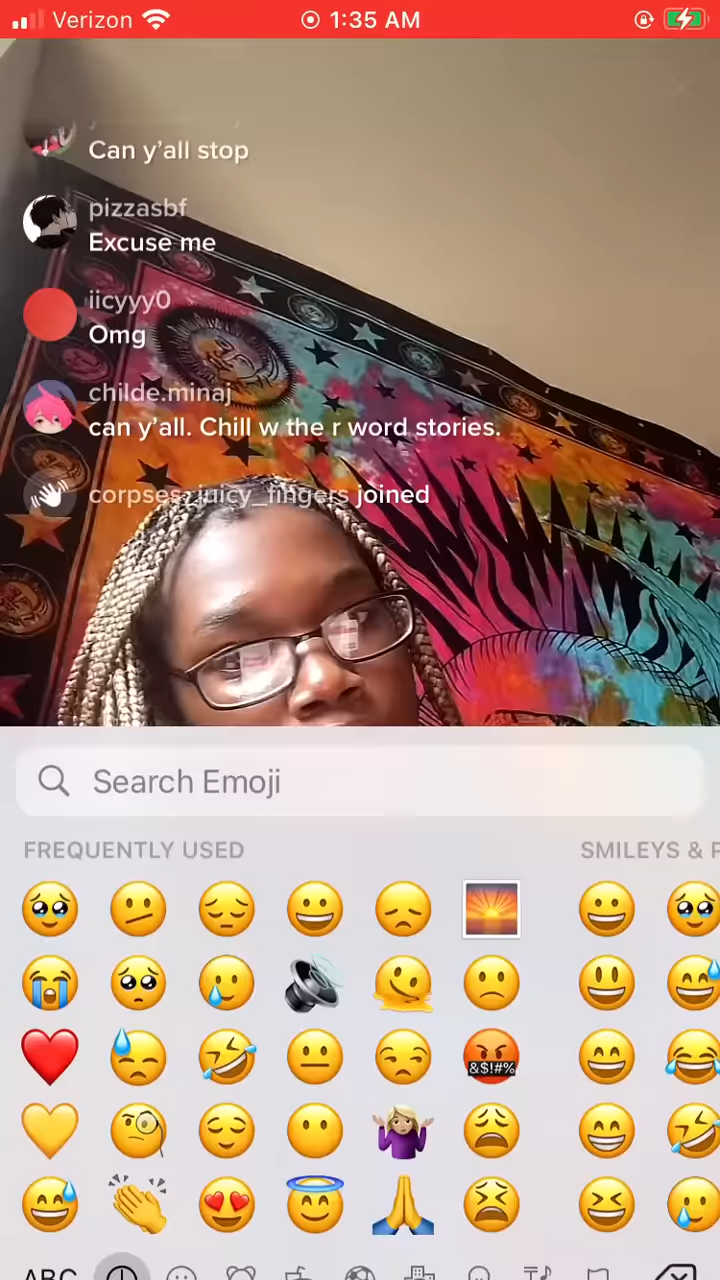 Verizon 1:35 AM
Can y'all stop
pizzasbf
Excuse me
iicyyy0
Omg
childe.minaj
can y'all. Chill w the r word stories.
corpses_juicy_fingers joined
Search Emoji
FREQUENTLY USED SMILEYS & P
&$!#%
ABC